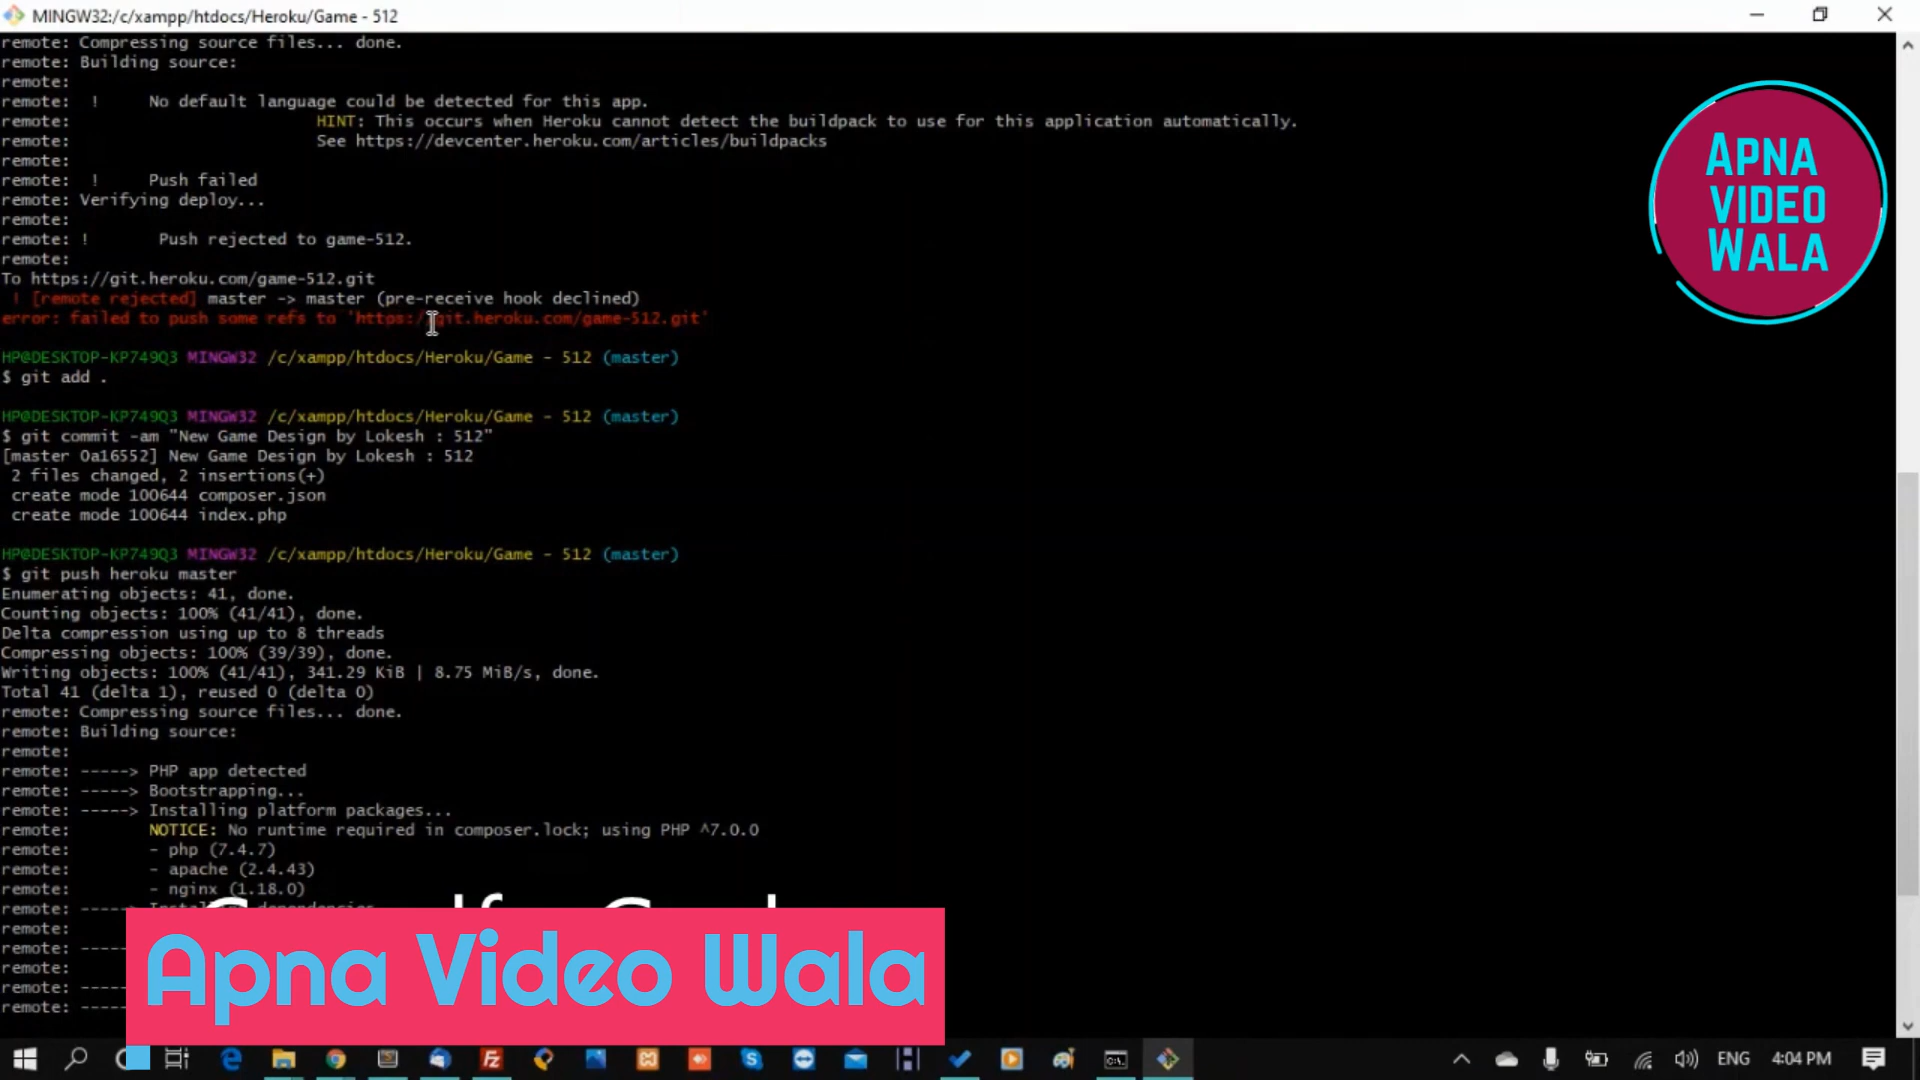 MINGW32:/c/xampp/htdocs/Heroku/Game - 512
remote: Compressing source files... done.
remote: Building source:
remote:
remote:  !     No default language could be detected for this app.
remote:                         HINT: This occurs when Heroku cannot detect the buildpack to use for this application automatically.
remote:                         See https://devcenter.heroku.com/articles/buildpacks
remote:
remote:  !     Push failed
remote: Verifying deploy...
remote:
remote: !       Push rejected to game-512.
remote:
To https://git.heroku.com/game-512.git
 ! [remote rejected] master -> master (pre-receive hook declined)
error: failed to push some refs to 'https://git.heroku.com/game-512.git'
HP@DESKTOP-KP749Q3 MINGW32 /c/xampp/htdocs/Heroku/Game - 512 (master)
$ git add .
HP@DESKTOP-KP749Q3 MINGW32 /c/xampp/htdocs/Heroku/Game - 512 (master)
$ git commit -am "New Game Design by Lokesh : 512"
[master 0a16552] New Game Design by Lokesh : 512
 2 files changed, 2 insertions(+)
 create mode 100644 composer.json
 create mode 100644 index.php
HP@DESKTOP-KP749Q3 MINGW32 /c/xampp/htdocs/Heroku/Game - 512 (master)
$ git push heroku master
Enumerating objects: 41, done.
Counting objects: 100% (41/41), done.
Delta compression using up to 8 threads
Compressing objects: 100% (39/39), done.
Writing objects: 100% (41/41), 341.29 KiB | 8.75 MiB/s, done.
Total 41 (delta 1), reused 0 (delta 0)
remote: Compressing source files... done.
remote: Building source:
remote:
remote: -----> PHP app detected
remote: -----> Bootstrapping...
remote: -----> Installing platform packages...
remote:        NOTICE: No runtime required in composer.lock; using PHP ^7.0.0
remote:        - php (7.4.7)
remote:        - apache (2.4.43)
remote:        - nginx (1.18.0)
remote: ----->
remote:
remote: ----
remote:
remote: ----
remote: ----
APNA
VIDEO
WALA
Apna Video Wala
ENG
4:04 PM